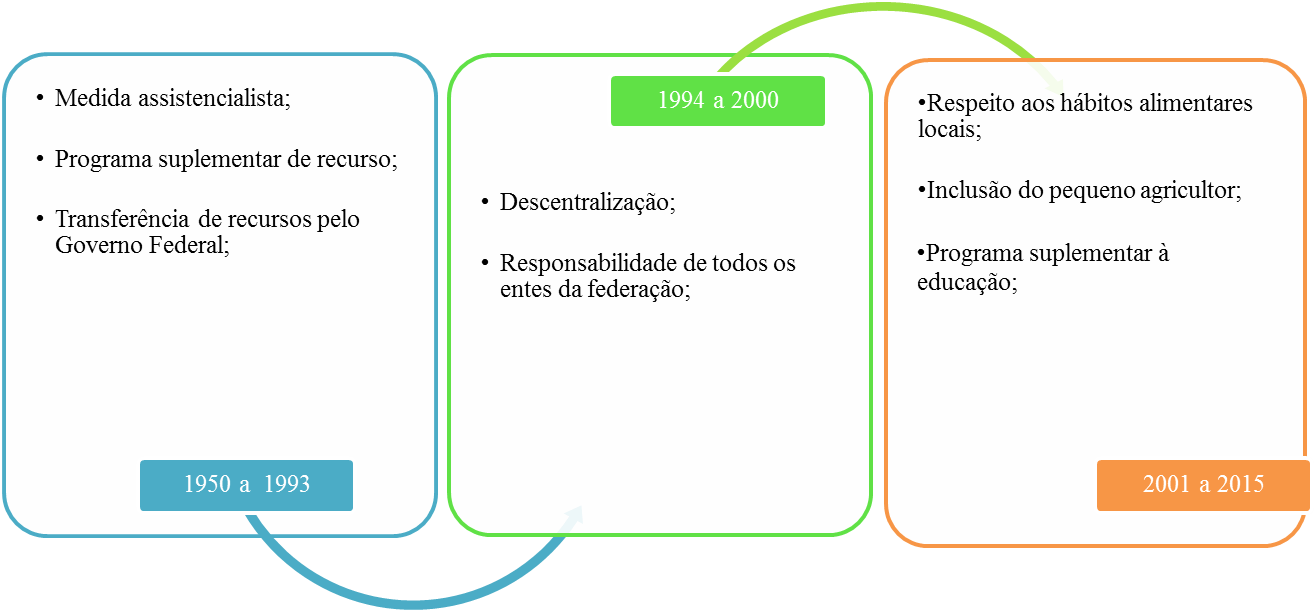 • Medida assistencialista;
• Programa suplementar de recurso;
• Transferência de recursos pelo
Governo Federal;
1950 a 1993
1994 a 2000
• Descentralização;
• Responsabilidade de todos os
entes da federação;
•Respeito aos hábitos alimentares
locais;
•Inclusão do pequeno agricultor;
•Programa suplementar à
educação;
2001 a 2015